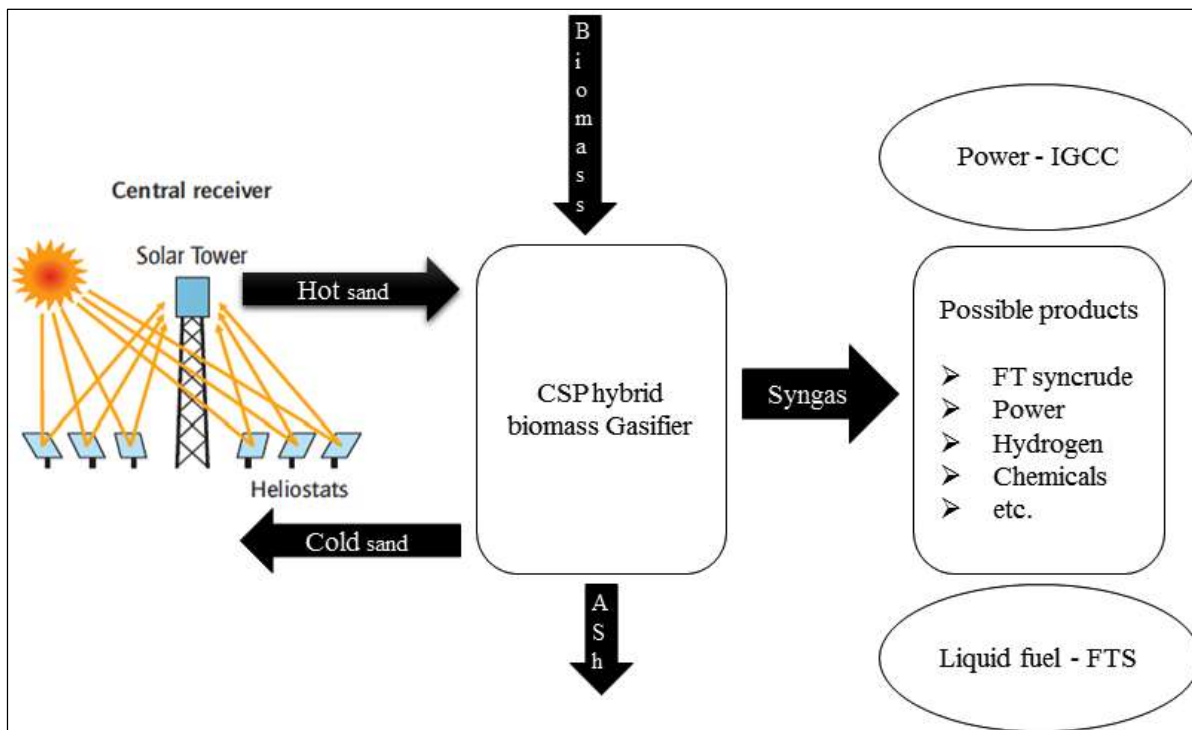 Biomass
Power - IGCC
Central receiver
Solar Tower
Hot sand
Possible products
➢ FT syncrude
➢ Power
➢ Hydrogen
➢ Chemicals
➢ etc.
CSP hybrid
biomass Gasifier
Syngas
Heliostats
Cold sand
ASh
Liquid fuel - FTS